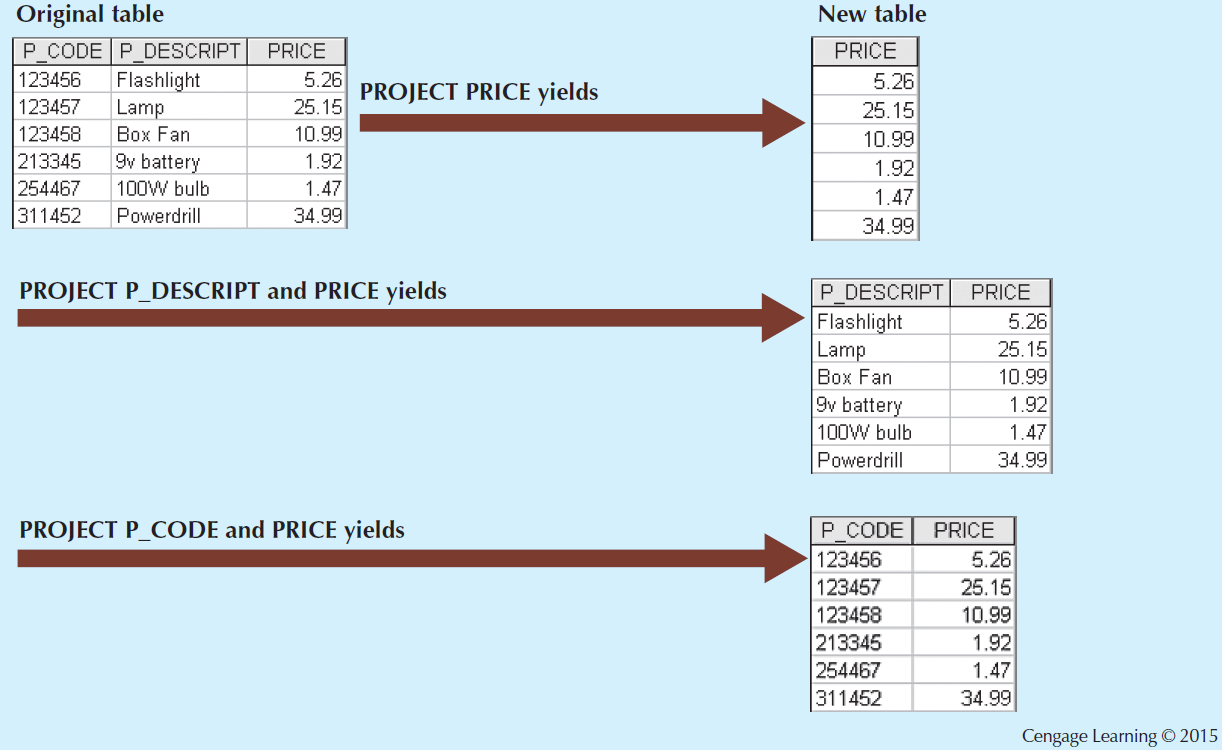 Original table
P_CODE P_DESCRIPT PRICE
123456 Flashlight 5.26
123457 Lamp 25.15
123458 Box Fan 10.99
213345 9v battery 1.92
254467 100W bulb 1.47
311452 Powerdrill 34.99
PROJECT PRICE yields
New table
PRICE
5.26
25.15
10.99
1.92
1.47
34.99
PROJECT P_DESCRIPT and PRICE yields
P_DESCRIPT PRICE
Flashlight 5.26
Lamp 25.15
Box Fan 10.99
9v battery 1.92
100W bulb 1.47
Powerdrill 34.99
PROJECT P_CODE and PRICE yields
P_CODE PRICE
123456 5.26
123457 25.15
123458 10.99
213345 1.92
254467 1.47
311452 34.99
Cengage Learning © 2015